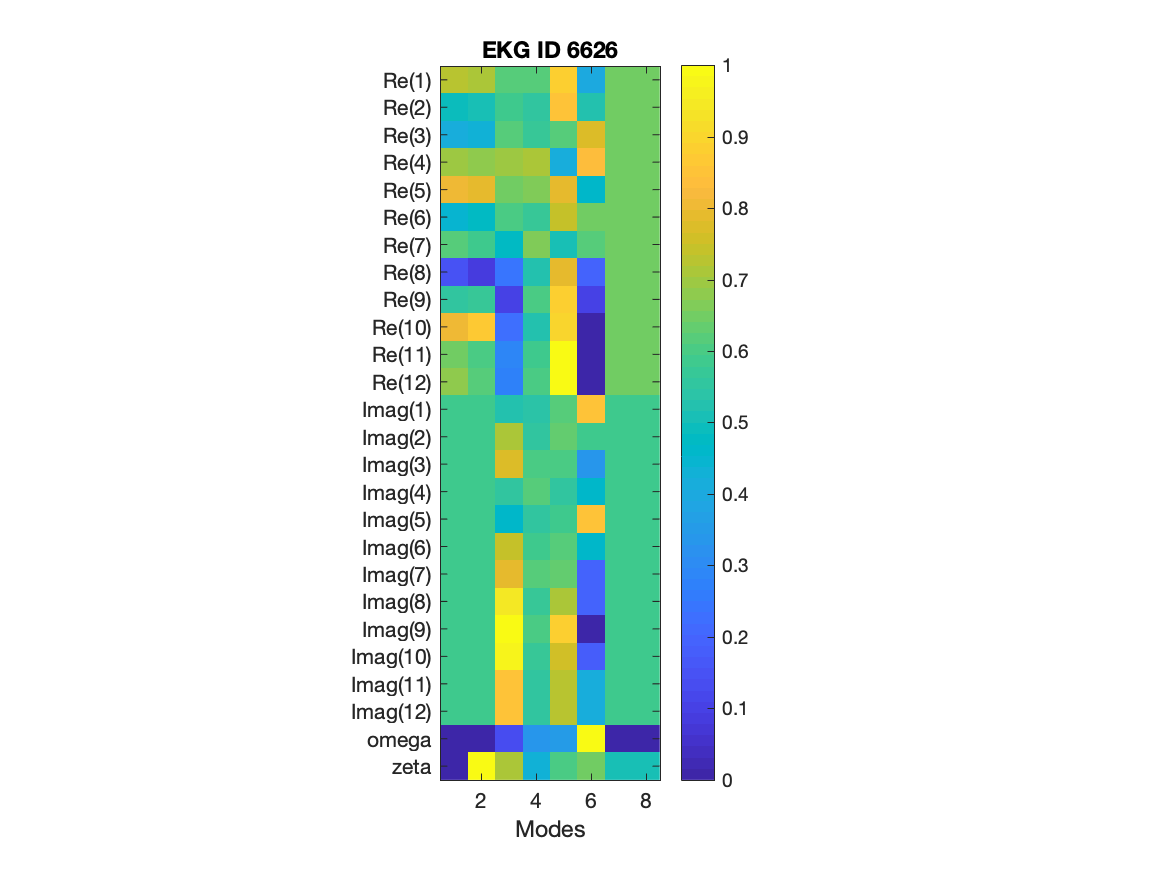 EKG ID 6626
Re(1)
Re(2)
Re(3)
Re(4)
Re(5)
Re(6)
Re(7)
Re(8)
Re(9)
Re(10)
Re(11)
Re(12)
Imag(1)
Imag(2)
Imag(3)
Imag(4)
Imag(5)
Imag(6)
Imag(7)
Imag(8)
Imag(9)
Imag(10)
Imag(11)
Imag(12)
omega
zeta
2 4 6 8
Modes
1
0.9
0.8
0.7
0.6
0.5
0.4
0.3
0.2
0.1
0